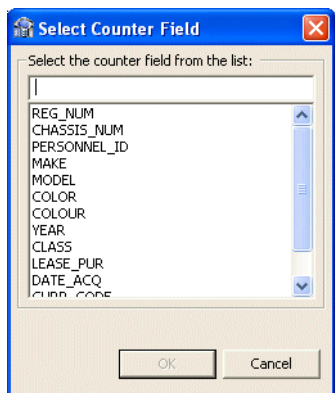 Select Counter Field
Select the counter field from the list:
REG_NUM
CHASSIS_NUM
PERSONNEL_ID
MAKE
MODEL
COLOR
COLOUR
YEAR
CLASS
LEASE_PUR
DATE_ACQ
CURR_CODE
OK
Cancel